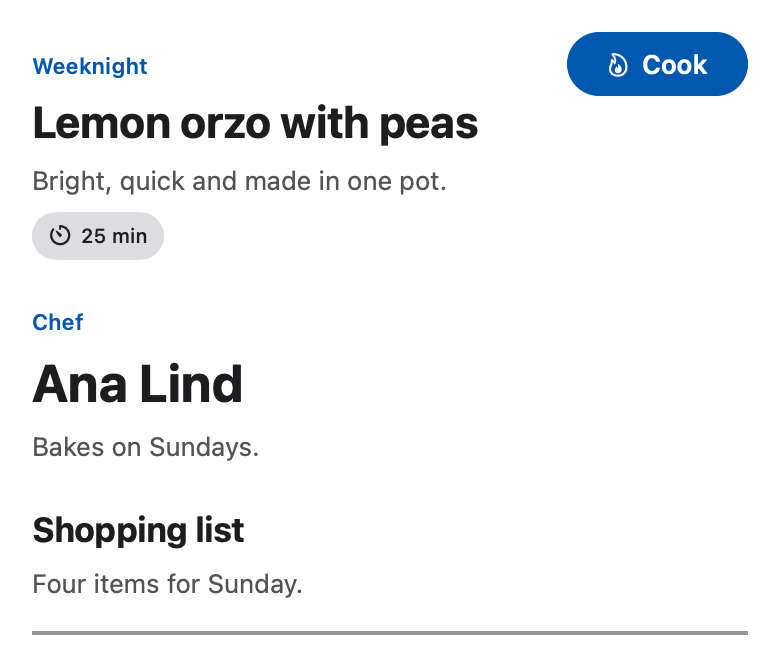 Weeknight
Cook
Lemon orzo with peas
Bright, quick and made in one pot.
25 min
Chef
Ana Lind
Bakes on Sundays.
Shopping list
Four items for Sunday.